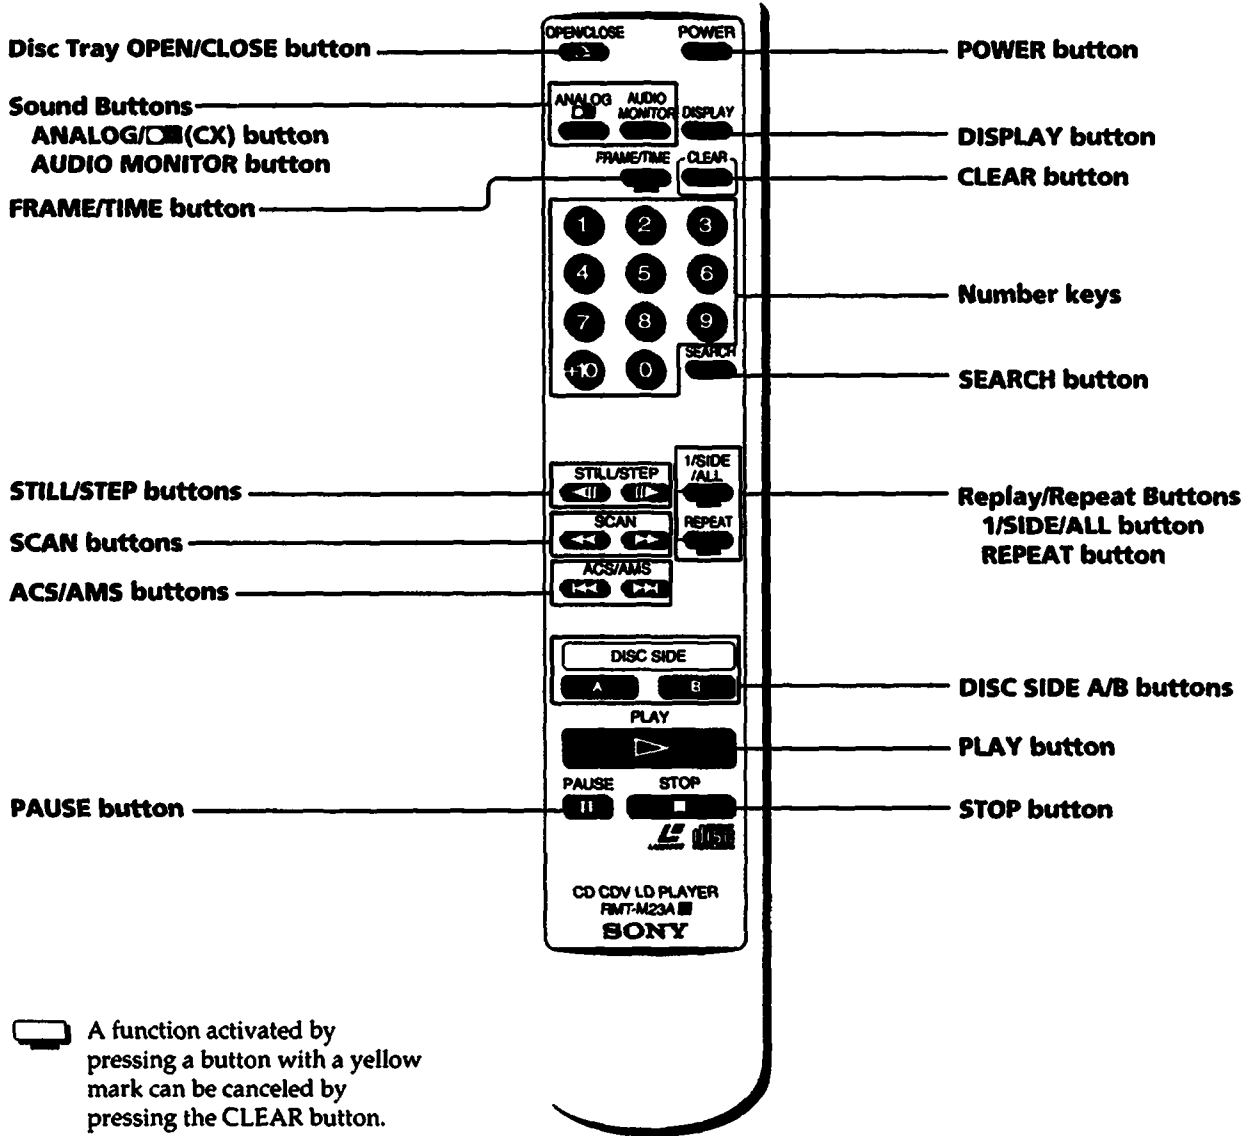 Disc Tray OPEN/CLOSE button
Sound Buttons
ANALOG/(CX) button
AUDIO MONITOR button
FRAME/TIME button
STILL/STEP buttons
SCAN buttons
ACS/AMS buttons
PAUSE button
OPEN/CLOSE POWER
ANALOG AUDIO MONITOR DISPLAY
FRAME/TIME CLEAR
1 2 3
4 5 6
7 8 9
SEARCH
+10 0
STILL/STEP 1/SIDE
/ALL
SCAN REPEAT
ACS/AMS
DISC SIDE
A B
PLAY
PAUSE STOP
CD CDV LD PLAYER
RMT-M23A
SONY
POWER button
DISPLAY button
CLEAR button
Number keys
SEARCH button
Replay/Repeat Buttons
1/SIDE/ALL button
REPEAT button
DISC SIDE A/B buttons
PLAY button
STOP button
A function activated by
pressing a button with a yellow
mark can be canceled by
pressing the CLEAR button.